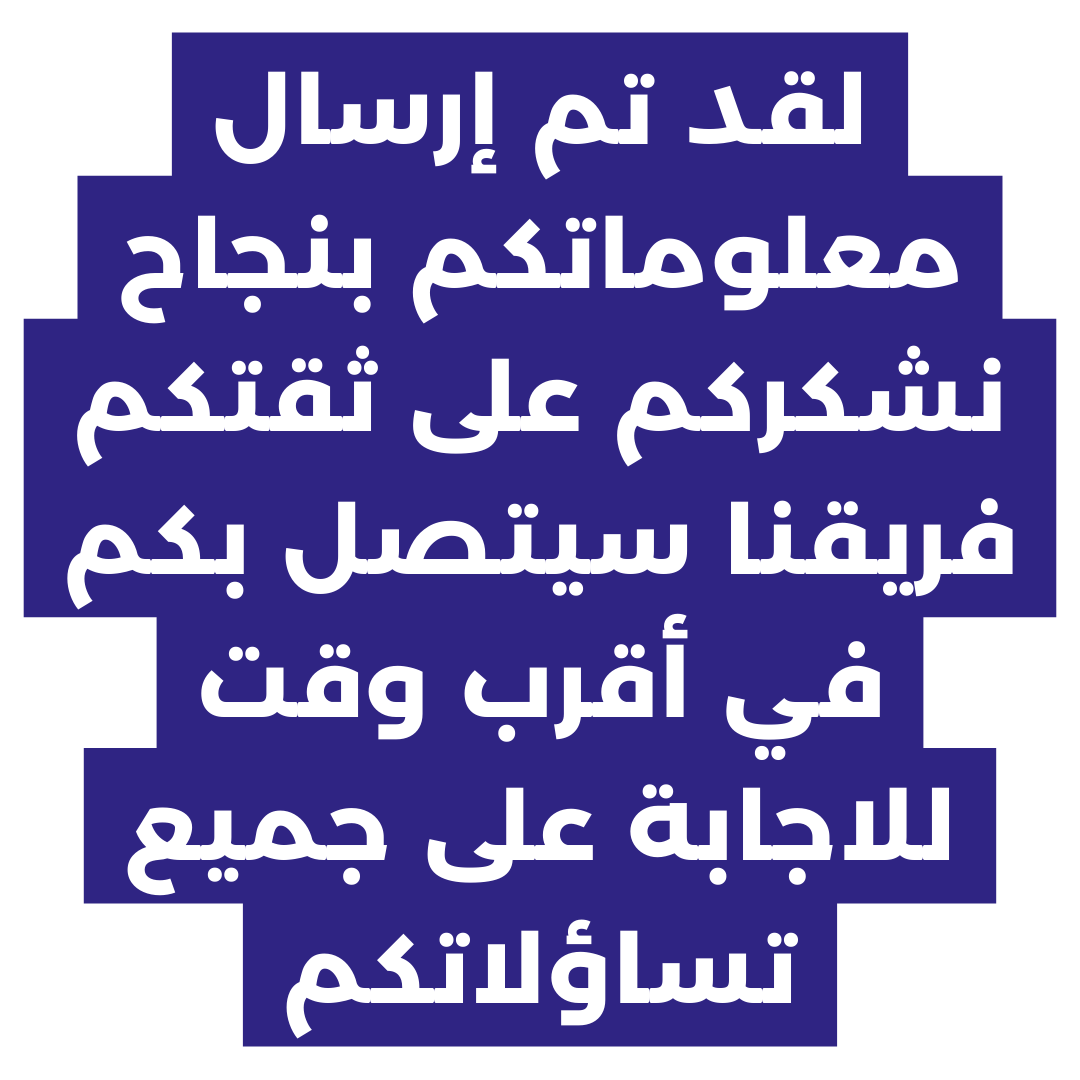 لقد تم إرسال
معلوماتكم بنجاح
نشكركم على ثقتكم
فريقنا سيتصل بكم
في أقرب وقت
للاجابة على جميع
تساؤلاتكم